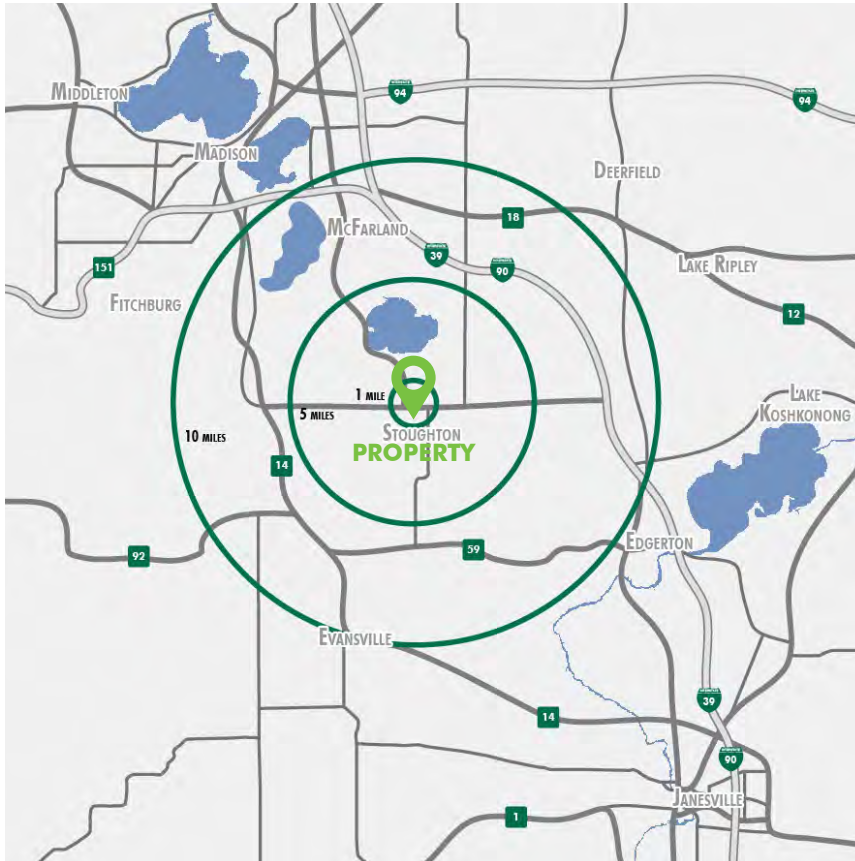 94
MIDDLETON
94
MADISON
DEERFIELD
18
MCFARLAND
39
LAKE RIPLEY
151
90
FITCHBURG
12
1 MILE
LAKE
KOSHKONONG
5 MILES
10 MILES
STOUGHTON
PROPERTY
14
EDGERTON
59
92
EVANSVILLE
39
14
90
JANESVILLE
1